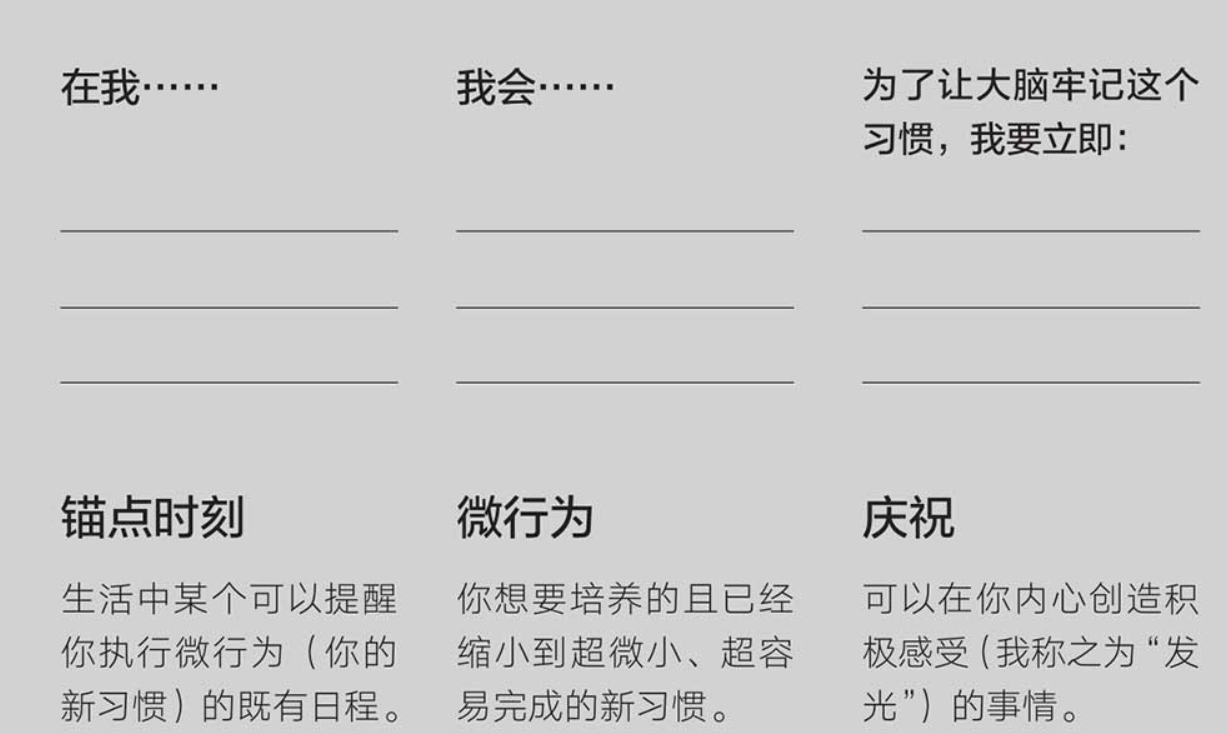 在我……
我会……
为了让大脑牢记这个
习惯，我要立即：
锚点时刻
生活中某个可以提醒
你执行微行为（你的
新习惯）的既有日程。
微行为
你想要培养的且已经
缩小到超微小、超容
易完成的新习惯。
庆祝
可以在你内心创造积
极感受（我称之为“发
光”）的事情。